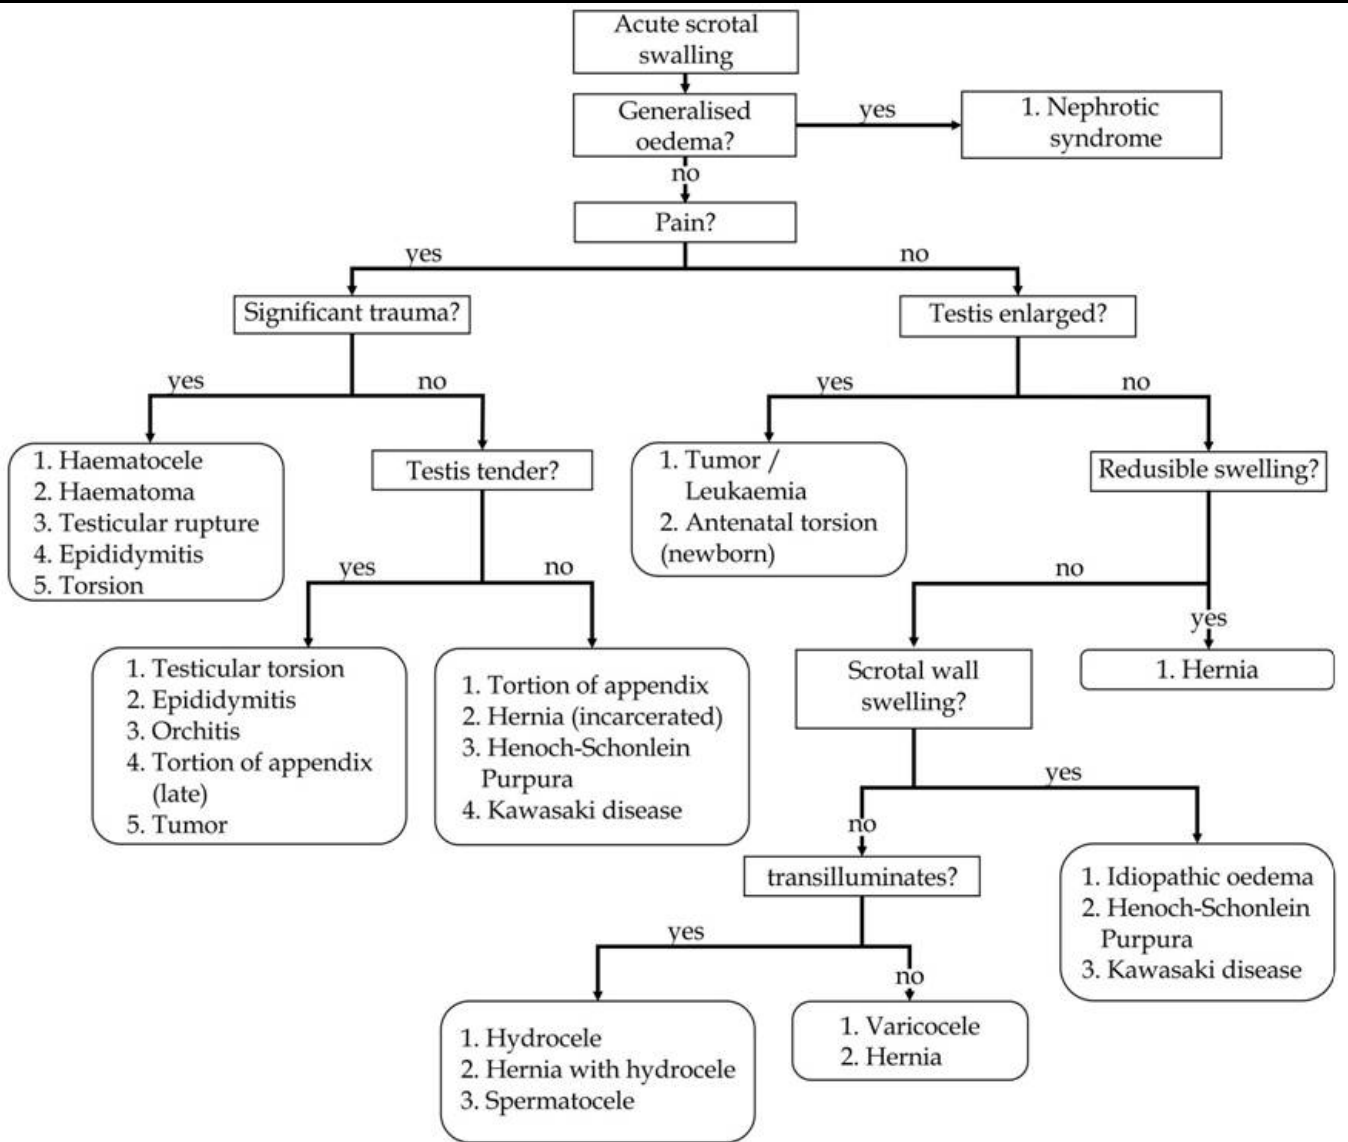 Acute scrotal
swalling
Generalised
oedema?
yes
1. Nephrotic
syndrome
no
Pain?
yes
no
Significant trauma?
Testis enlarged?
yes
no
yes
no
1. Haematocele
2. Haematoma
3. Testicular rupture
4. Epididymitis
5. Torsion
Testis tender?
1. Tumor /
Leukaemia
2. Antenatal torsion
(newborn)
Redusible swelling?
yes
no
no
yes
1. Testicular torsion
2. Epididymitis
3. Orchitis
4. Tortion of appendix
(late)
5. Tumor
1. Tortion of appendix
2. Hernia (incarcerated)
3. Henoch-Schonlein
Purpura
4. Kawasaki disease
Scrotal wall
swelling?
1. Hernia
yes
no
transilluminates?
1. Idiopathic oedema
2. Henoch-Schonlein
Purpura
3. Kawasaki disease
yes
no
1. Hydrocele
2. Hernia with hydrocele
3. Spermatocele
1. Varicocele
2. Hernia